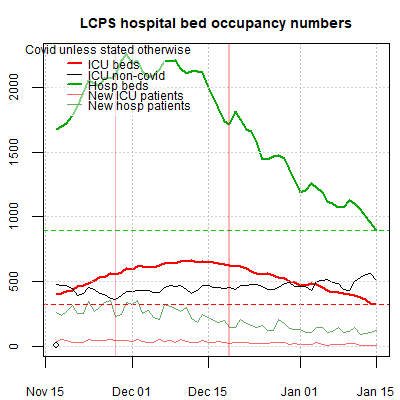 LCPS hospital bed occupancy numbers
Covid unless stated otherwise
ICU beds
ICU non-covid
Hosp beds
New ICU patients
New hosp patients
2000
1500
1000
500
0
Nov 15 Dec 01 Dec 15 Jan 01 Jan 15